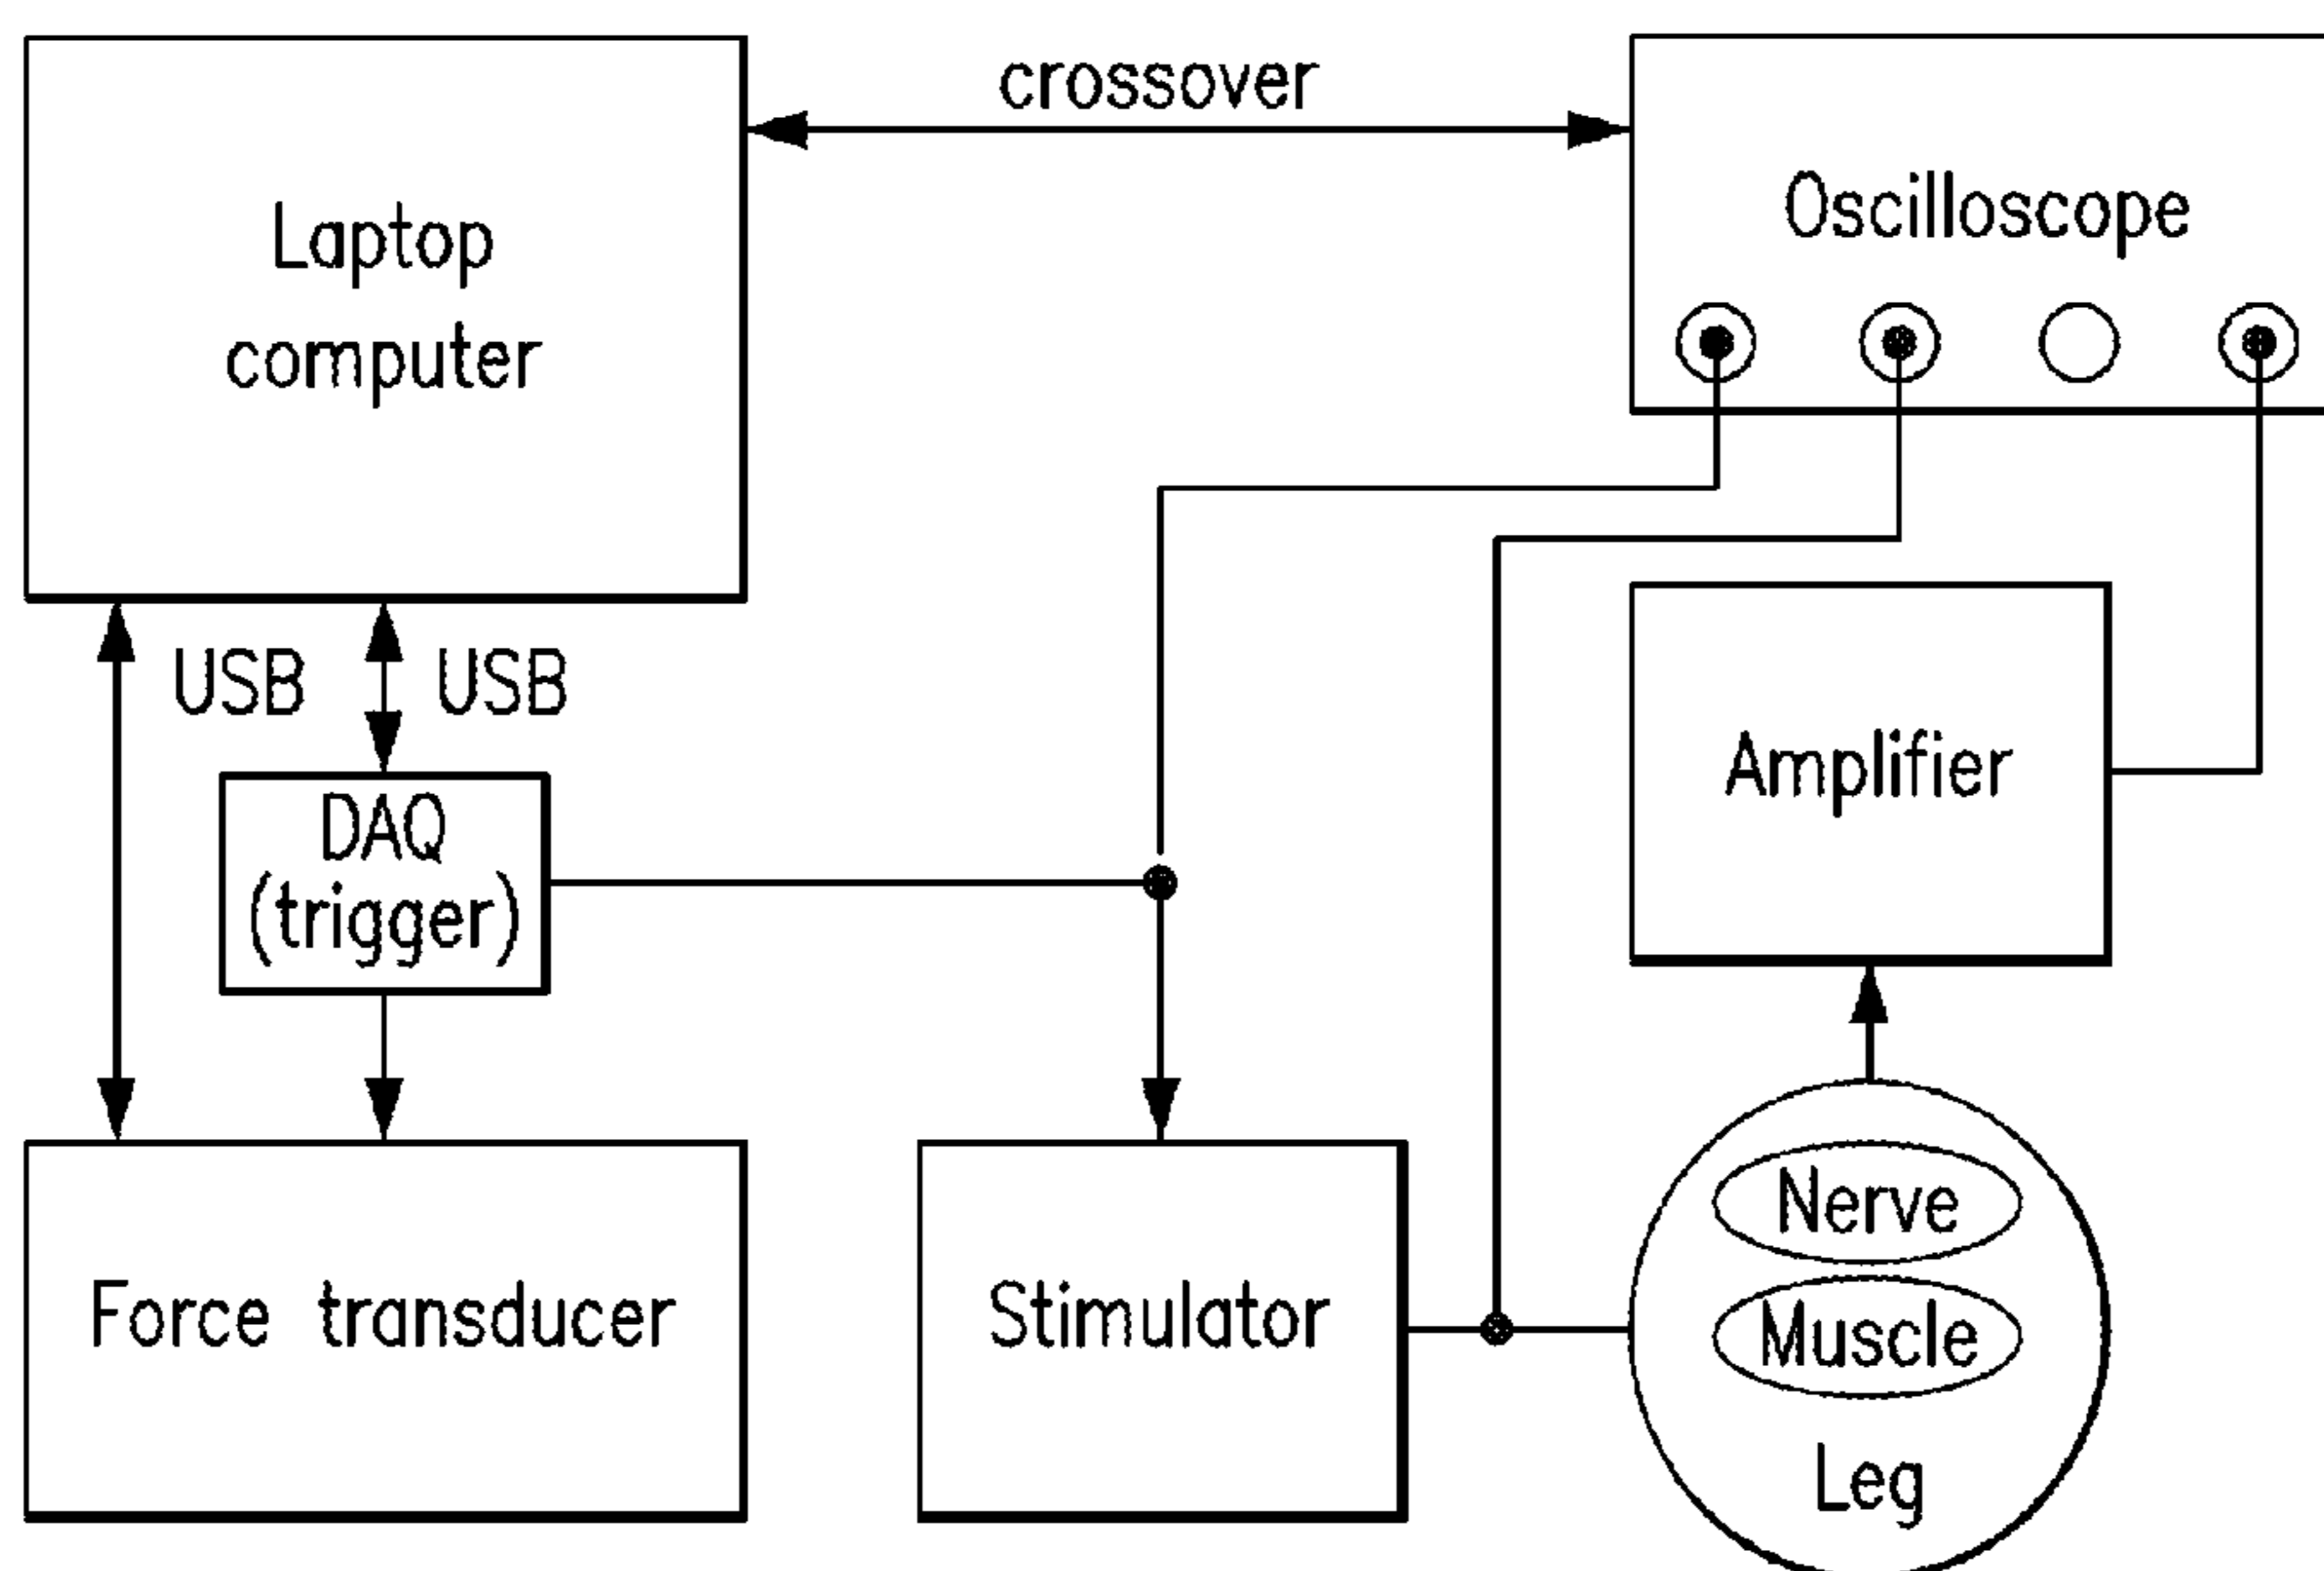 crossover
Laptop
computer
Oscilloscope
USB
USB
DAQ
(trigger)
Amplifier
Force transducer
Stimulator
Nerve
Muscle
Leg